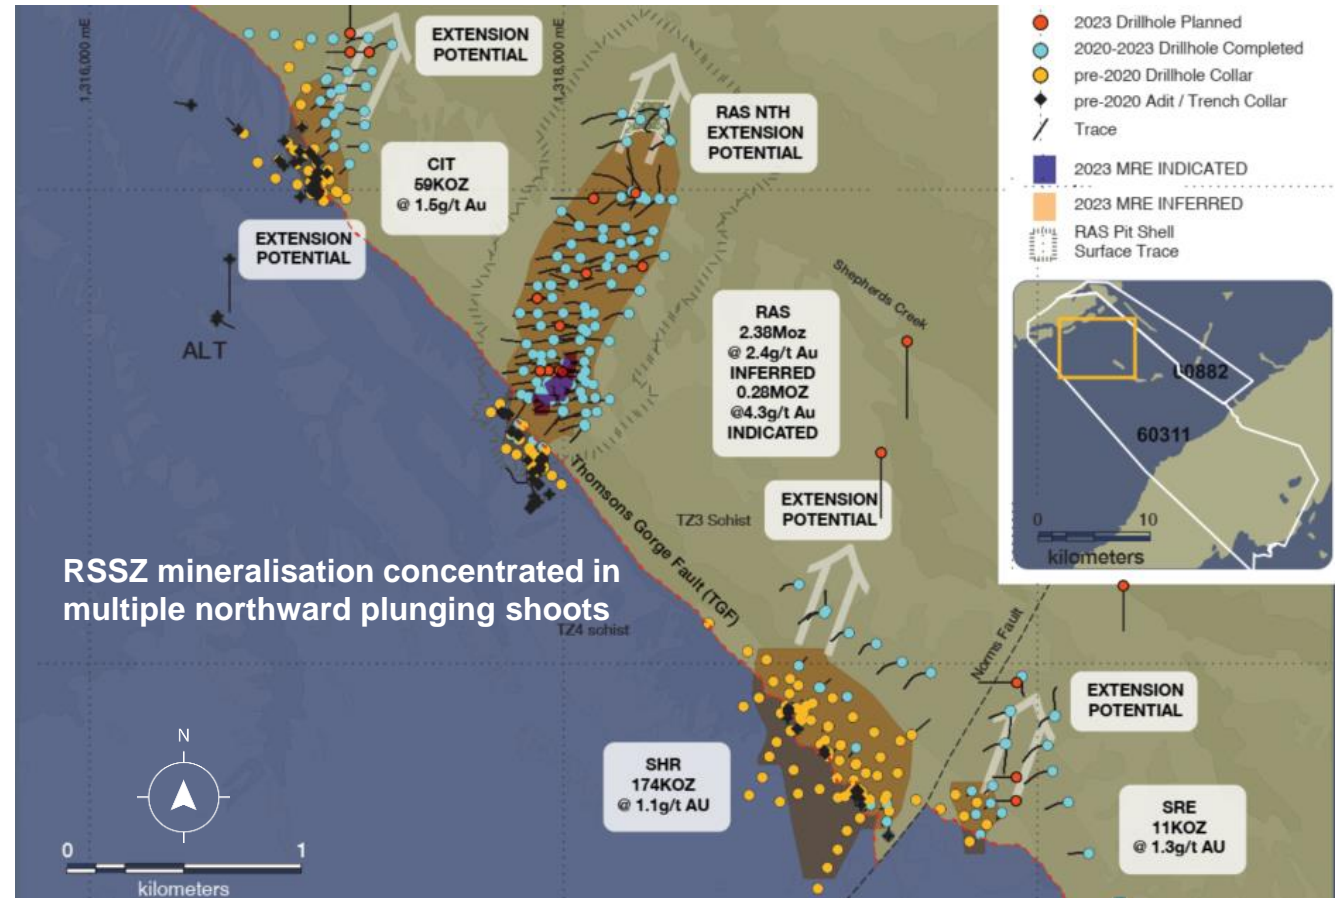 1,316,000 mE
1,318,000 mE
EXTENSION
POTENTIAL
RAS NTH
EXTENSION
POTENTIAL
CIT
59KOZ
@ 1.5g/t Au
EXTENSION
POTENTIAL
ALT
Shepherds Creek
RAS
2.38Moz
@ 2.4g/t Au
INFERRED
0.28MOZ
@4.3g/t Au
INDICATED
Thomsons Gorge Fault (TGF)
TZ3 Schist
EXTENSION
POTENTIAL
RSSZ mineralisation concentrated in
multiple northward plunging shoots
TZ4 schist
Norms Fault
EXTENSION
POTENTIAL
SHR
174KOZ
@ 1.1g/t AU
SRE
11KOZ
@ 1.3g/t AU
N
0 1
kilometers
2023 Drillhole Planned
2020-2023 Drillhole Completed
pre-2020 Drillhole Collar
pre-2020 Adit / Trench Collar
Trace
2023 MRE INDICATED
2023 MRE INFERRED
RAS Pit Shell
Surface Trace
60882
60311
0 10
kilometers